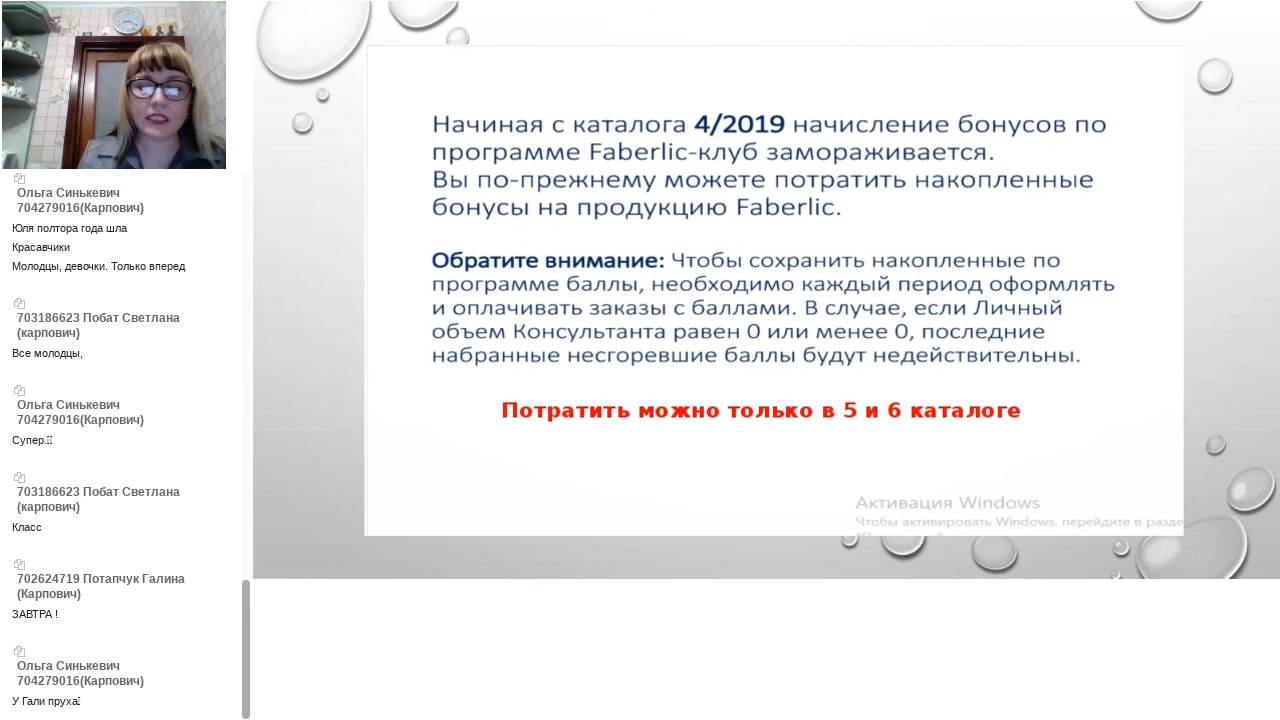 Ольга Синькевич
704279016(Карпович)
Юля полтора года шла
Красавчики
Молодцы, девочки. Только вперед
703186623 Побат Светлана
(карпович)
Все молодцы,
Ольга Синькевич
704279016(Карпович)
Супер.
703186623 Побат Светлана
(карпович)
Класс
702624719 Потапчук Галина
(Карпович)
ЗАВТРА !
Ольга Синькевич
704279016(Карпович)
У Гали пруха
Начиная с каталога 4/2019 начисление бонусов по
программе Faberlic-клуб замораживается.
Вы по-прежнему можете потратить накопленные
бонусы на продукцию Faberlic.
Обратите внимание: Чтобы сохранить накопленные по
программе баллы, необходимо каждый период оформлять
и оплачивать заказы с баллами. В случае, если Личный
объем Консультанта равен 0 или менее 0, последние
набранные несгоревшие баллы будут недействительны.
Потратить можно только в 5 и 6 каталоге
Активация Windows
Чтобы активировать Windows, перейдите в разде